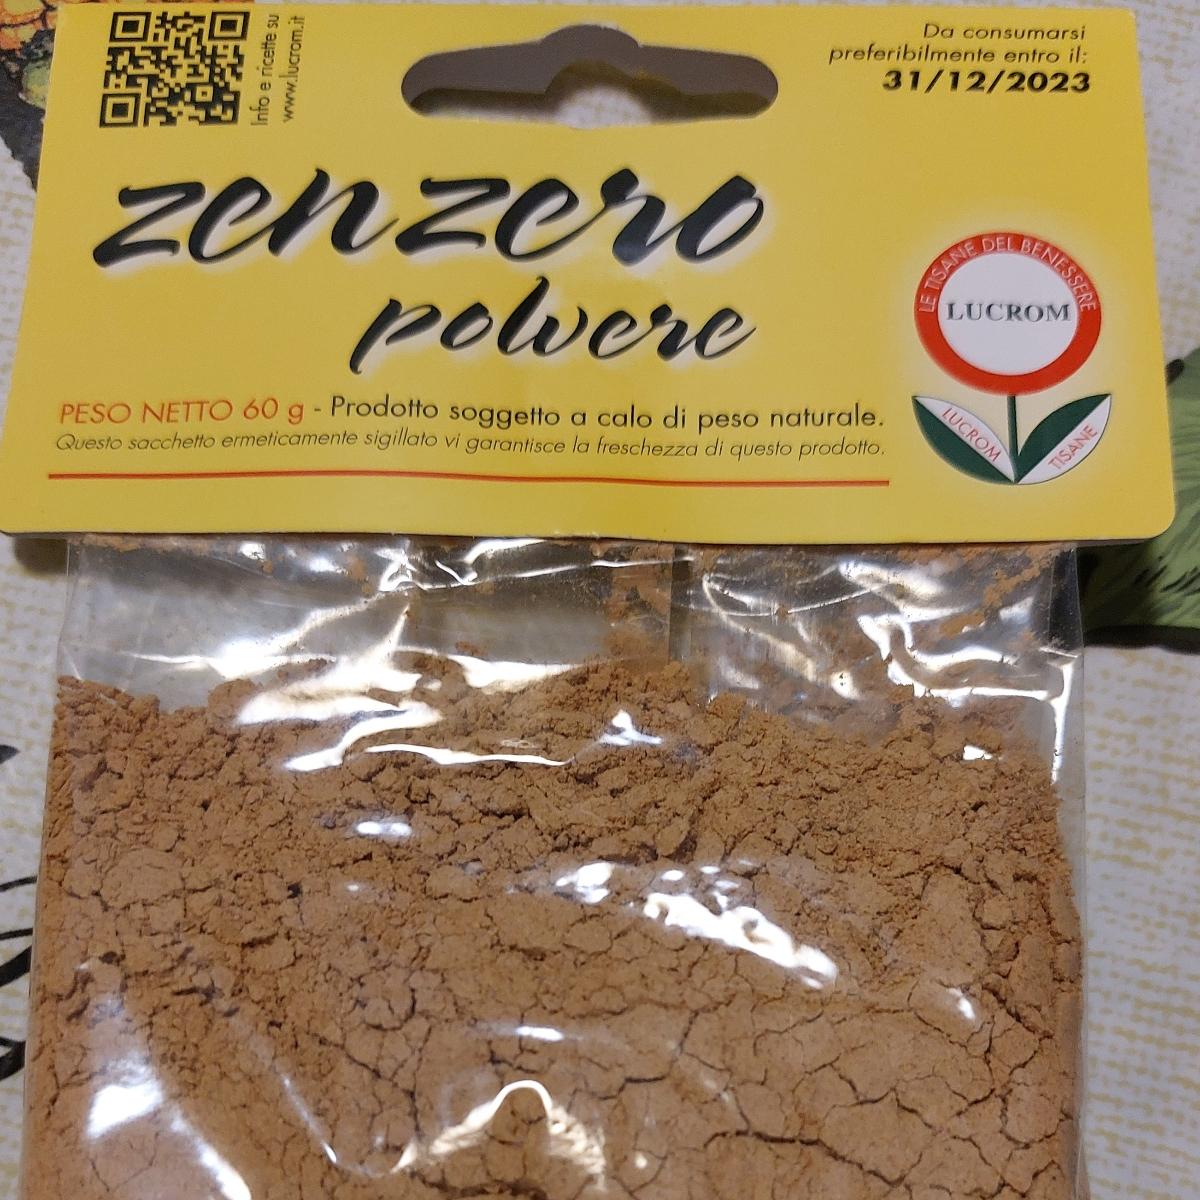 Info e ricette su
www.lucrom.it
Da consumarsi
preferibilmente entro il:
31/12/2023
zenzero
polvere
LE TISANE DEL BENESSERE
LUCROM
LUCROM
TISANE
PESO NETTO 60 g - Prodotto soggetto a calo di peso naturale.
Questo sacchetto ermeticamente sigillato vi garantisce la freschezza di questo prodotto.